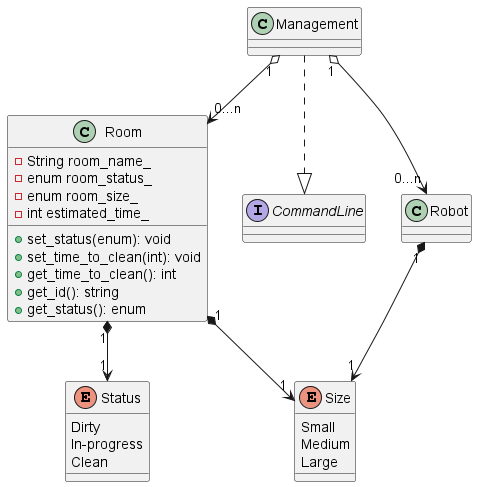 C Management
1
1
0...n
0...n
C Room
String room_name_
enum room_status_
enum room_size_
int estimated_time_
set_status(enum): void
set_time_to_clean(int): void
get_time_to_clean(): int
get_id(): string
get_status(): enum
I CommandLine
C Robot
1
1
1
1
1
1
E Status
Dirty
In-progress
Clean
E Size
Small
Medium
Large